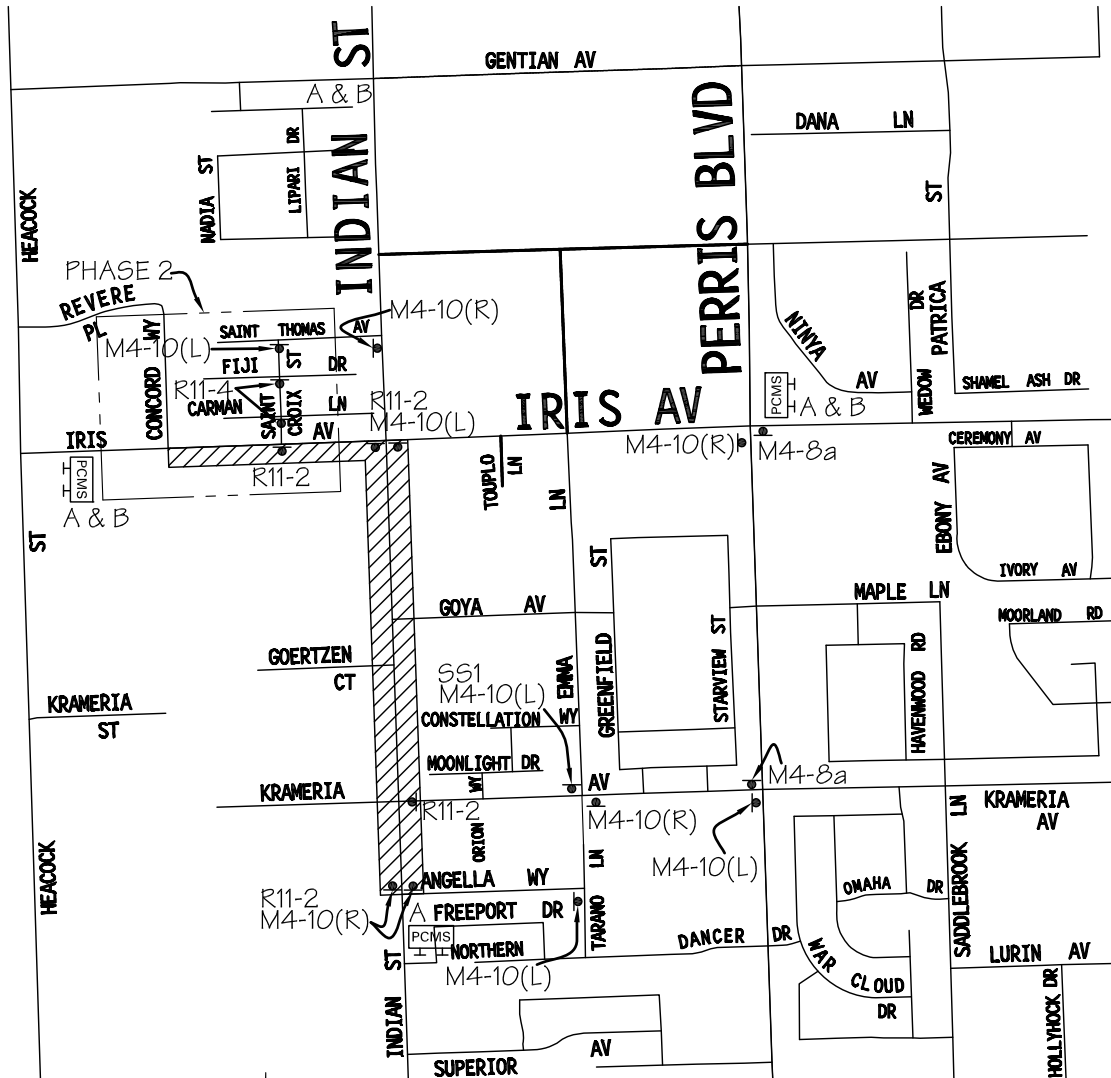 GENTIAN AV
A & B
INDIAN ST
PERRIS BLVD
DANA LN
HEACOCK
NADIA ST
LIPARI DR
ST
PHASE 2
REVERE PL
M4-10(R)
SAINT THOMAS AV
M4-10(L)
CONCORD WY
FIJI DR
R11-4
SAINT CROIX ST
CARMAN LN
R11-2
M4-10(L)
IRIS AV
IRIS AV
R11-2
PCMS
A & B
NINYA AV
PATRICA
WEDOW DR
SHAMEL ASH DR
PCMS
A & B
M4-10(R)
M4-8a
CEREMONY AV
EBONY AV
IVORY AV
TOUPLO LN
LN
ST
ST
MAPLE LN
MOORLAND RD
GOYA AV
GOERTZEN CT
HAVENWOOD RD
STARVIEW ST
GREENFIELD
EMMA
SS1
M4-10(L)
KRAMERIA ST
CONSTELLATION WY
MOONLIGHT DR
M4-8a
KRAMERIA AV
R11-2
M4-10(R)
KRAMERIA AV
ORION WY
M4-10(L)
HEACOCK
ANGELLA WY
OMAHA DR
SADDLEBROOK LN
R11-2
M4-10(R)
A
PCMS
FREEPORT DR
TARANO LN
NORTHERN
DANCER DR
WAR CLOUD DR
LURIN AV
M4-10(L)
INDIAN ST
HOLLYHOCK DR
SUPERIOR AV